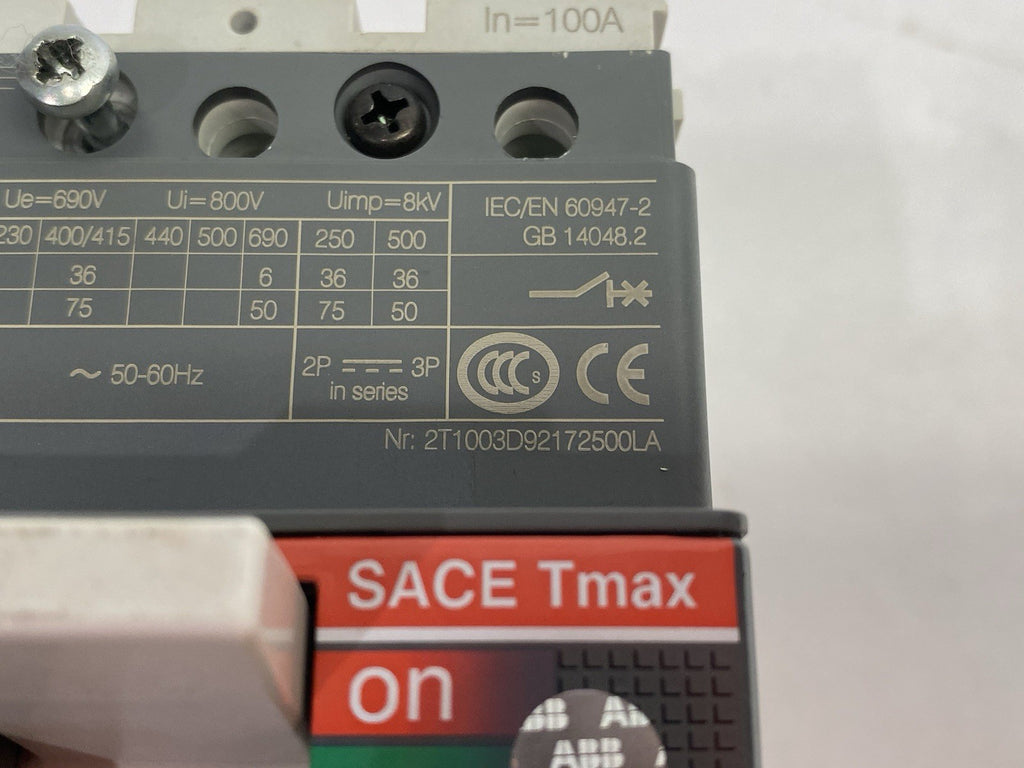 In=100A
Ue=690V Ui=800V Uimp=8kV
IEC/EN 60947-2
GB 14048.2
230 400/415 440 500 690 250 500
36 6 36 36
75 50 75 50
~ 50-60Hz
2P 3P
in series
CCC S CE
Nr: 2T1003D92172500LA
SACE Tmax
on
ABB
ABB